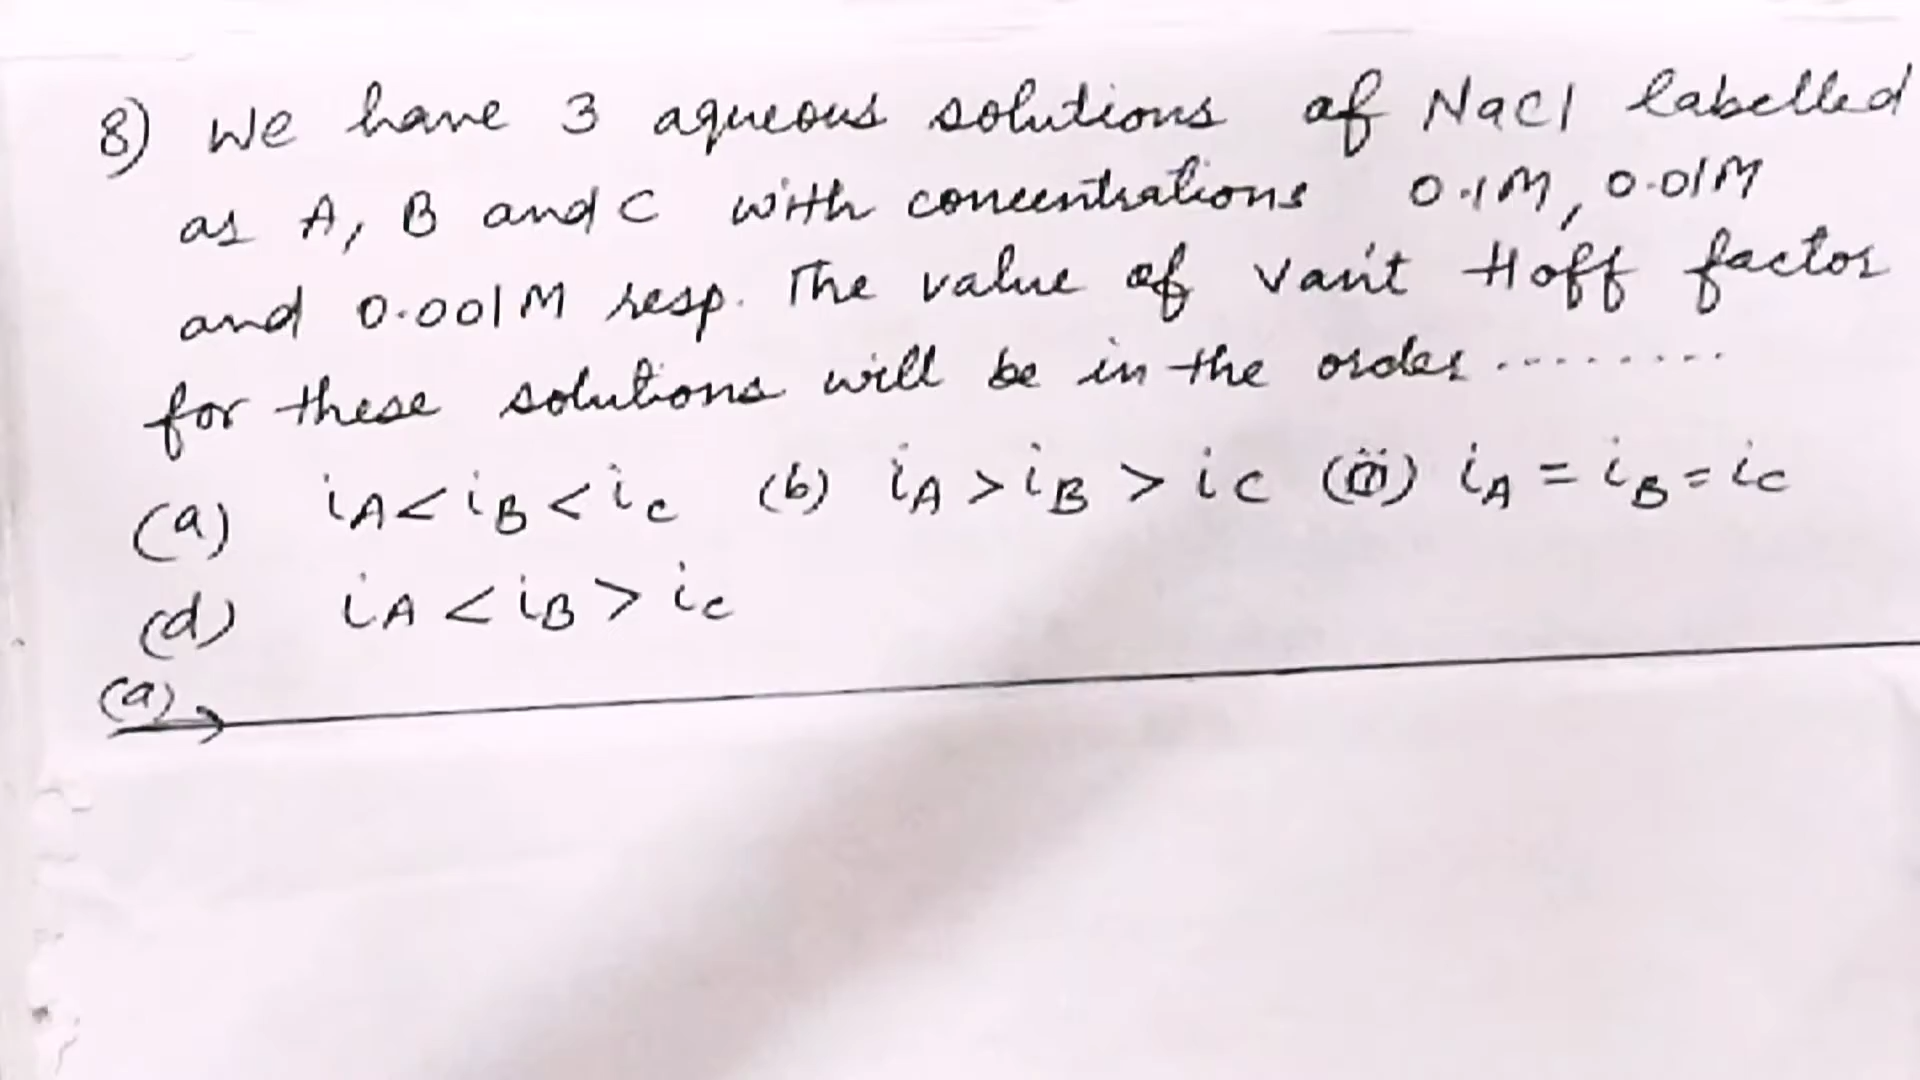 8) We have 3 aqueous solutions of NaCl labelled
as A, B and C with concentrations 0.1M, 0.01M
and 0.001M resp. The value of Van't Hoff factor
for these solutions will be in the order ........
(a) iA < iB < ic (b) iA > iB > ic (iii) iA = iB = ic
(d) iA < iB > ic
(a)